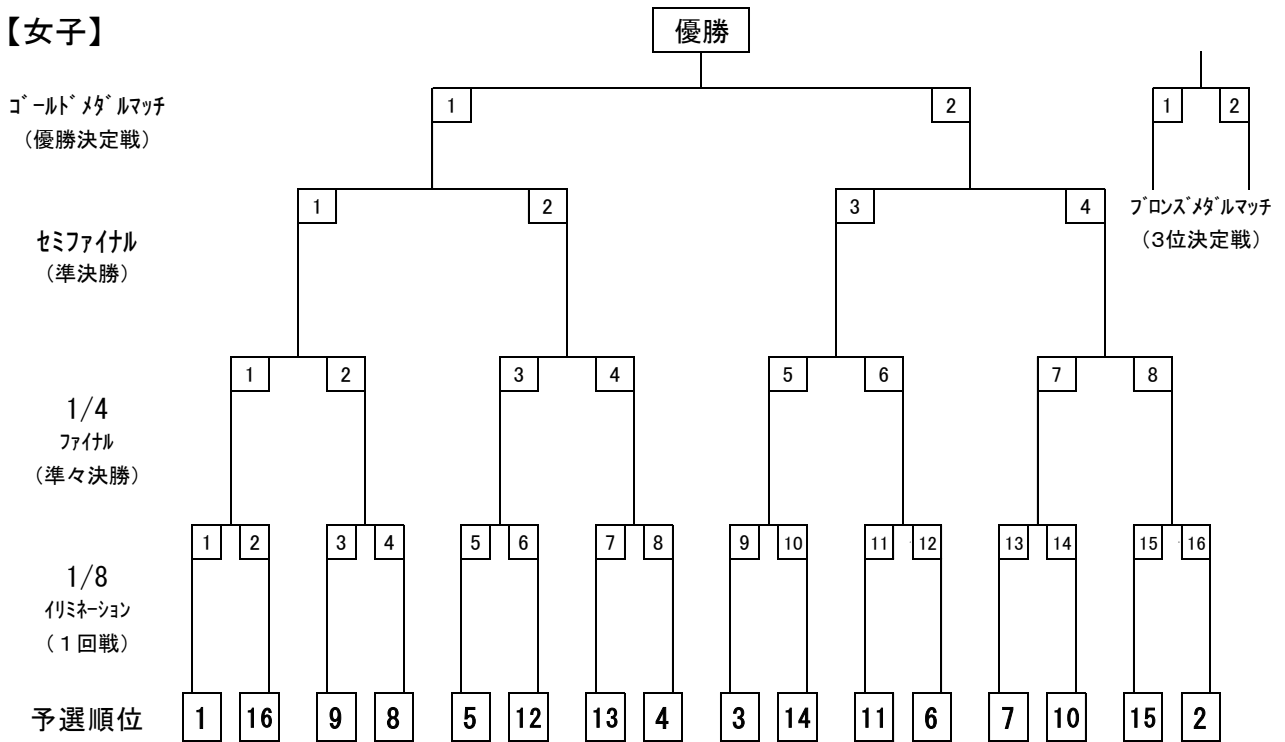 【女子】
優勝
ｺﾞｰﾙﾄﾞﾒﾀﾞﾙﾏｯﾁ
（優勝決定戦）
1 2
1 2
ﾌﾞﾛﾝｽﾞﾒﾀﾞﾙﾏｯﾁ
（3位決定戦）
1 2 3 4
ｾﾐﾌｧｲﾅﾙ
（準決勝）
1 2 3 4 5 6 7 8
1/4
ﾌｧｲﾅﾙ
（準々決勝）
1 2 3 4 5 6 7 8 9 10 11 12 13 14 15 16
1/8
ｲﾘﾐﾈｰｼｮﾝ
（１回戦）
予選順位 1 16 9 8 5 12 13 4 3 14 11 6 7 10 15 2